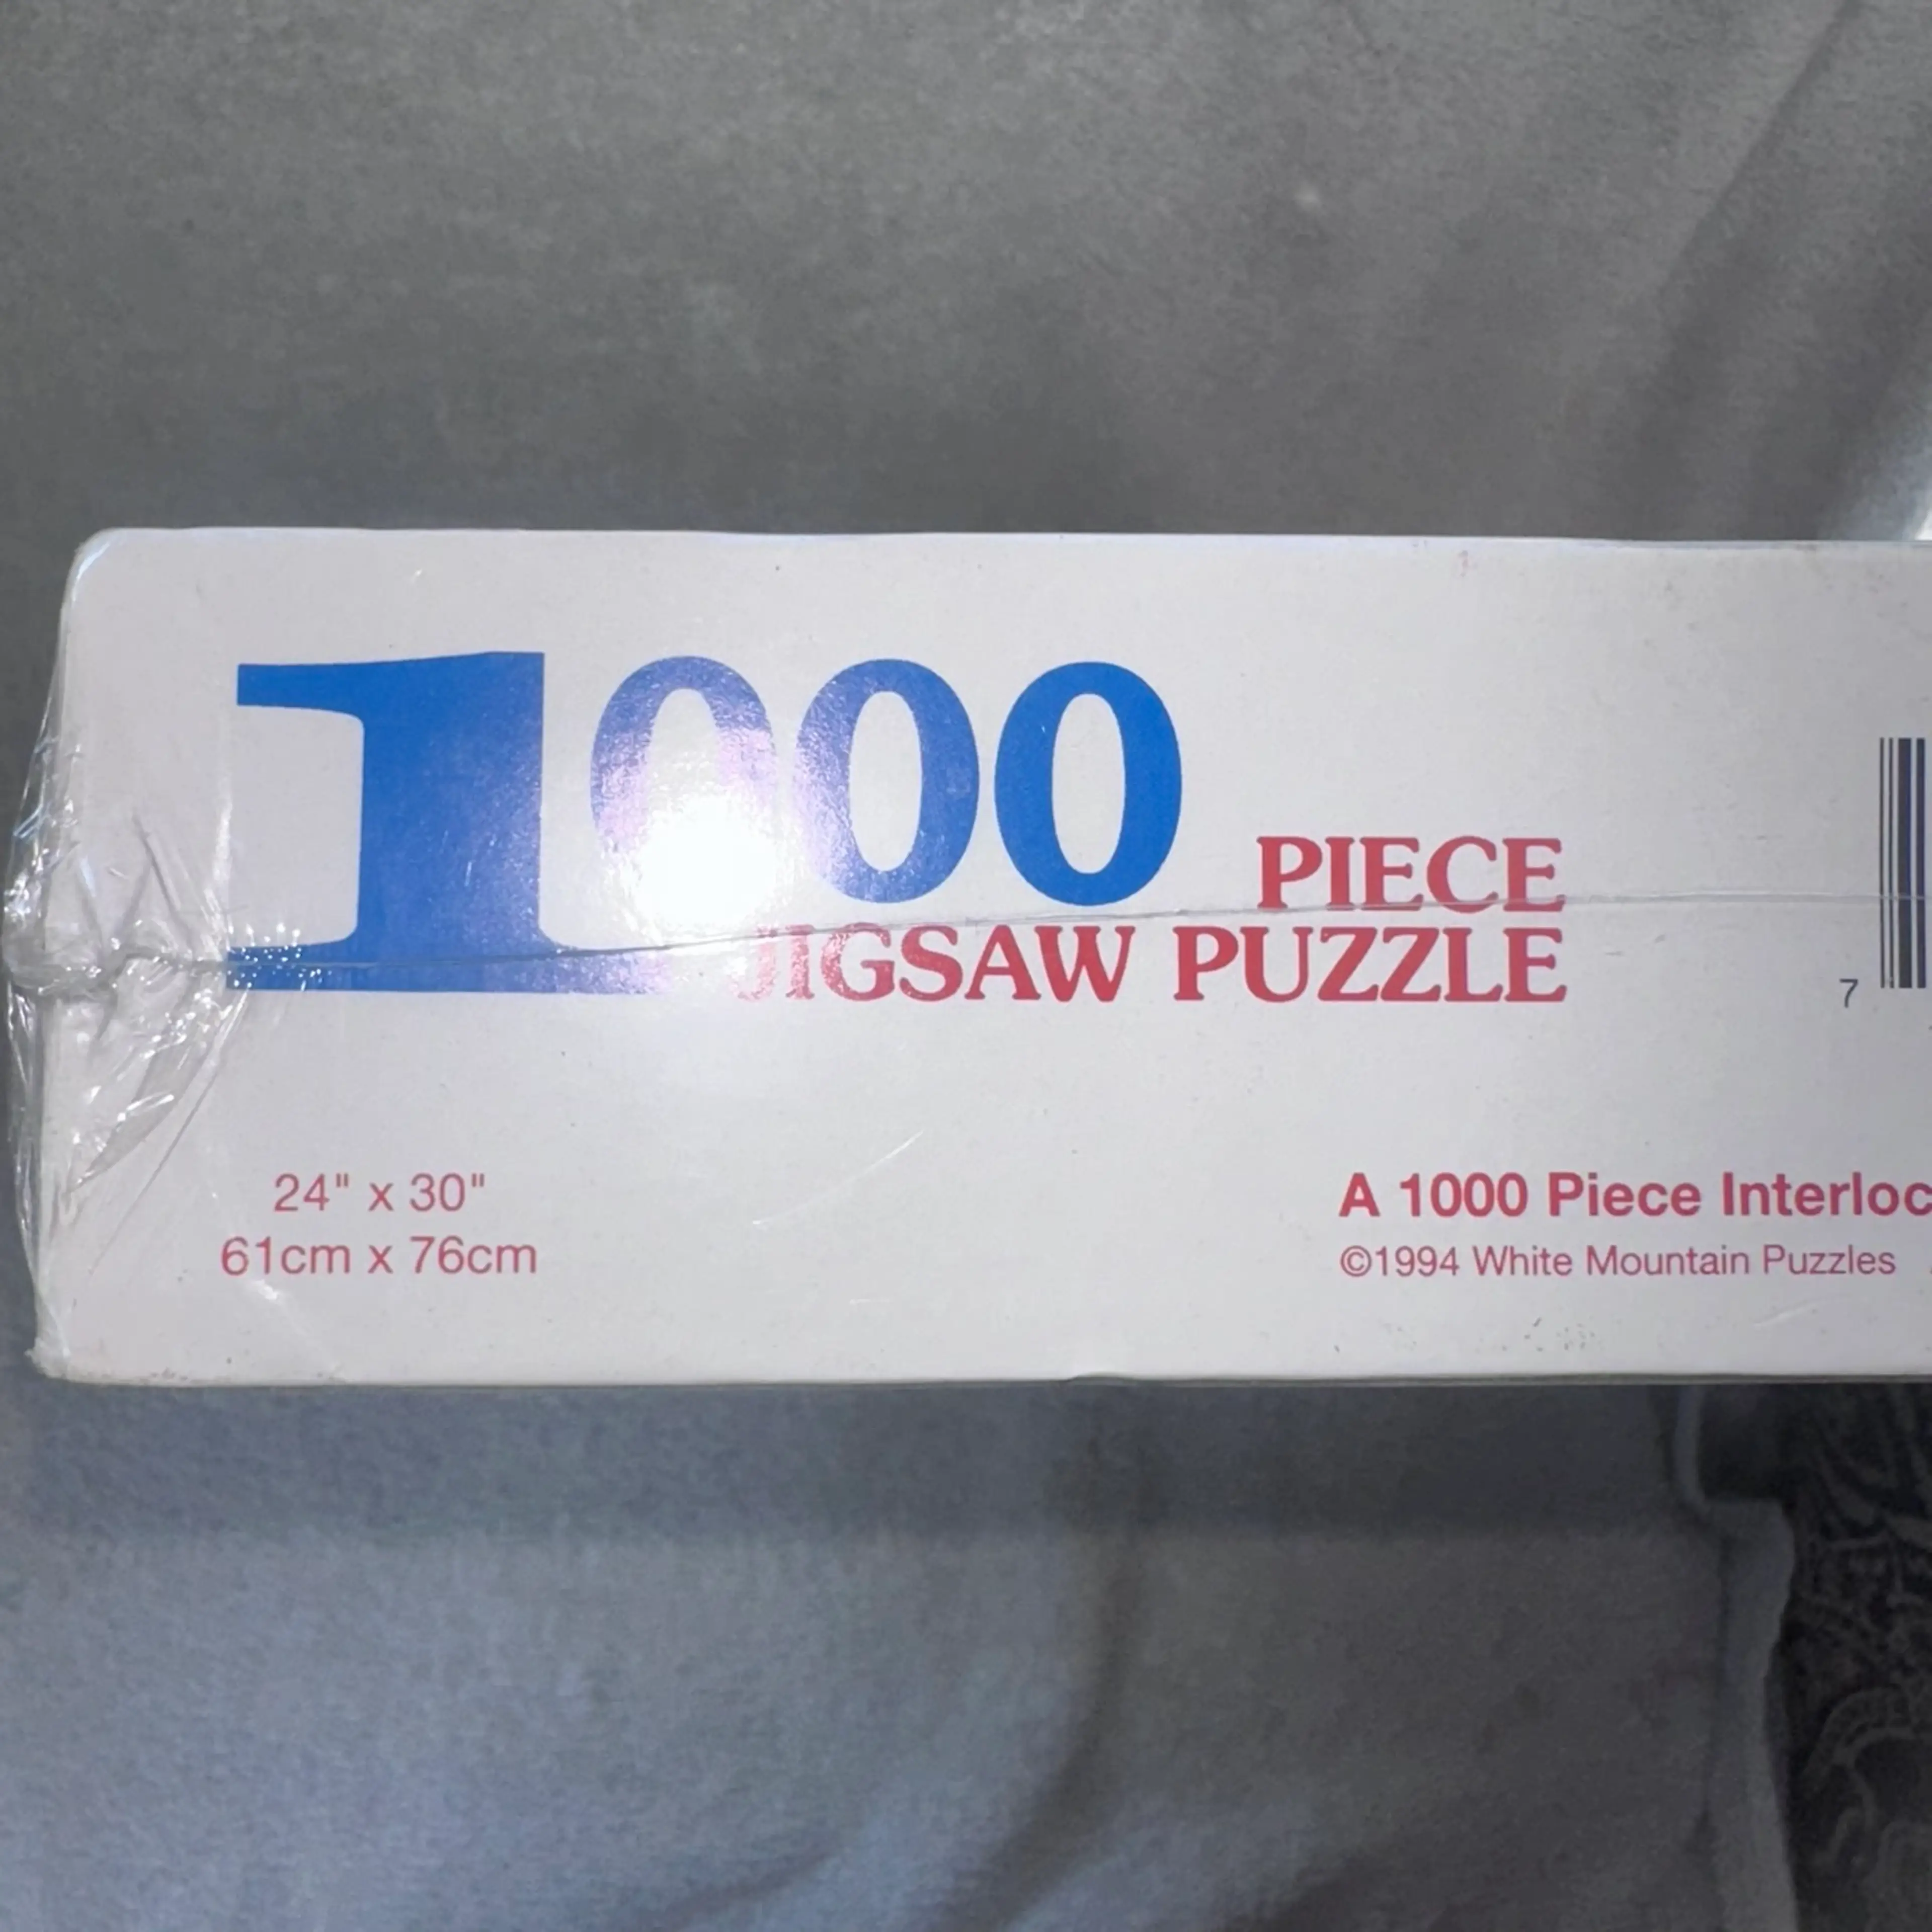 1000 PIECE
JIGSAW PUZZLE
7
24" x 30"
61cm x 76cm
A 1000 Piece Interloc
©1994 White Mountain Puzzles